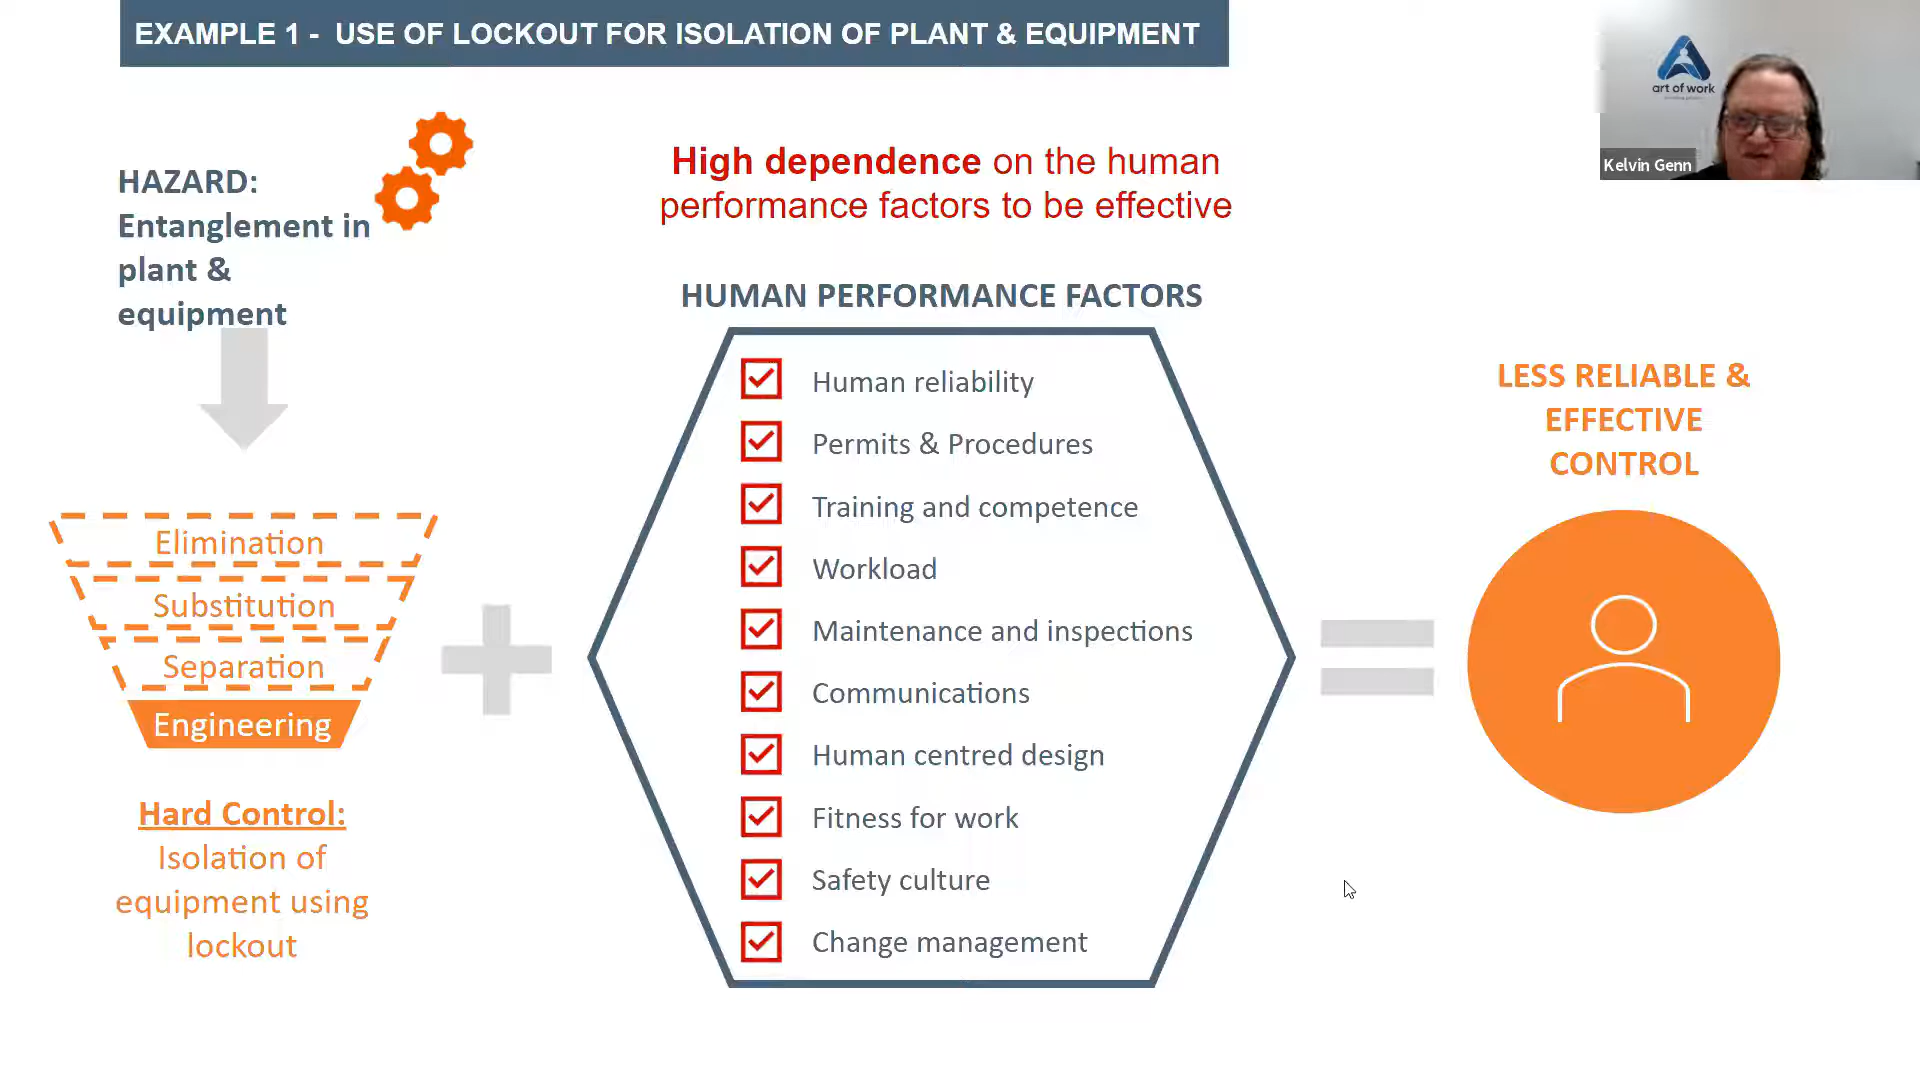 EXAMPLE 1 - USE OF LOCKOUT FOR ISOLATION OF PLANT & EQUIPMENT
art of work
Kelvin Genn
HAZARD:
Entanglement in
plant &
equipment
High dependence on the human
performance factors to be effective
HUMAN PERFORMANCE FACTORS
Human reliability
Permits & Procedures
Training and competence
Workload
Maintenance and inspections
Communications
Human centred design
Fitness for work
Safety culture
Change management
Elimination
Substitution
Separation
Engineering
Hard Control:
Isolation of
equipment using
lockout
LESS RELIABLE &
EFFECTIVE
CONTROL